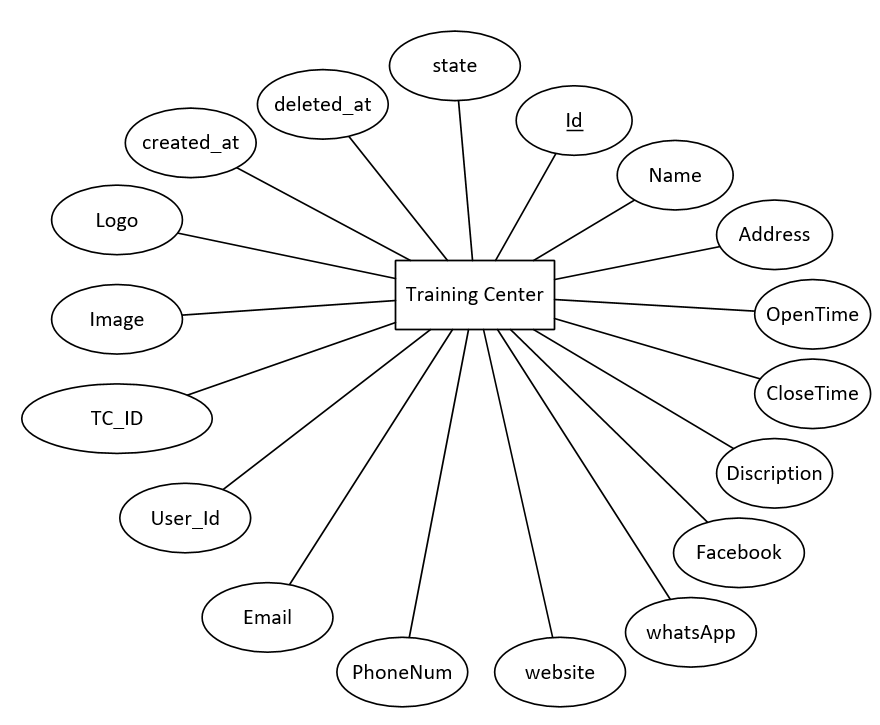 state
deleted_at
Id
created_at
Name
Logo
Address
Training Center
Image
OpenTime
CloseTime
TC_ID
Discription
User_Id
Facebook
Email
whatsApp
PhoneNum
website